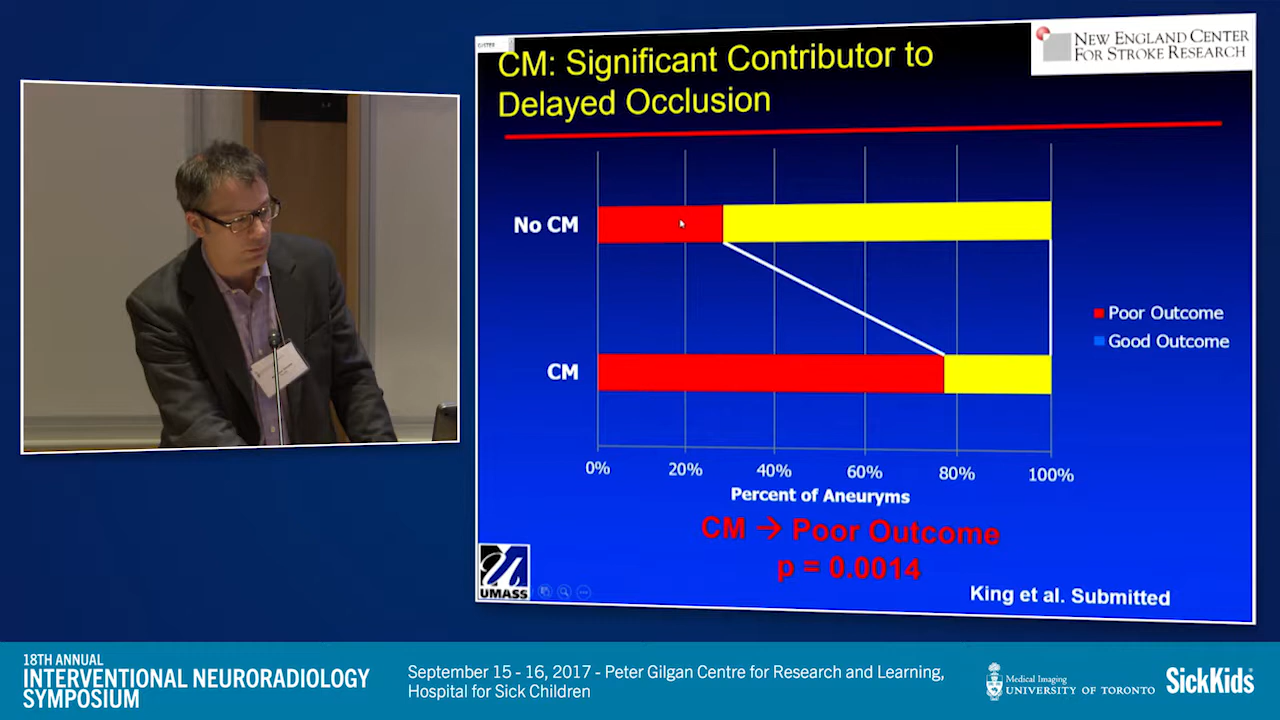 CM: Significant Contributor to
Delayed Occlusion
NEW ENGLAND CENTER
FOR STROKE RESEARCH
No CM
CM
Poor Outcome
Good Outcome
0% 20% 40% 60% 80% 100%
Percent of Aneuryms
CM → Poor Outcome
p = 0.0014
King et al. Submitted
UMASS
18TH ANNUAL
INTERVENTIONAL NEURORADIOLOGY
SYMPOSIUM
September 15 - 16, 2017 - Peter Gilgan Centre for Research and Learning,
Hospital for Sick Children
Medical Imaging
UNIVERSITY OF TORONTO
SickKids